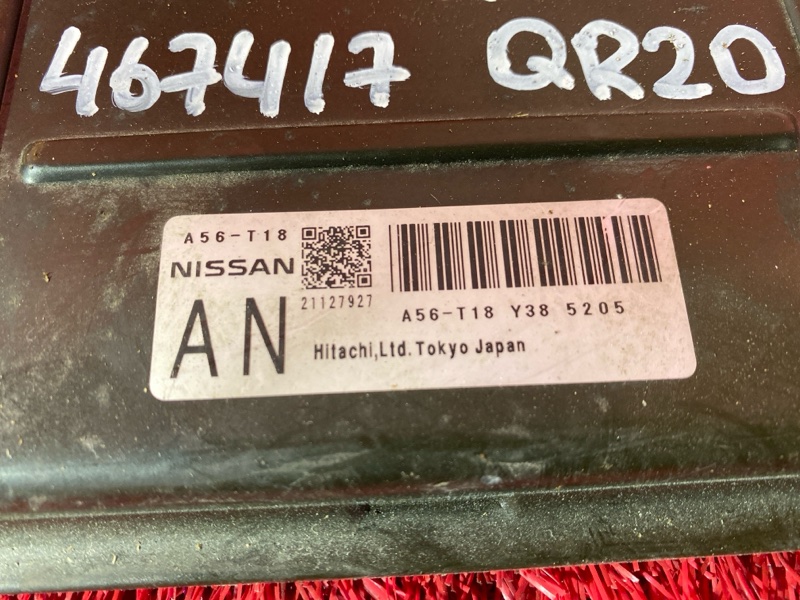 467417 QR20
A56-T18
NISSAN
21127927
AN
A56-T18 Y38 5205
Hitachi,Ltd. Tokyo Japan